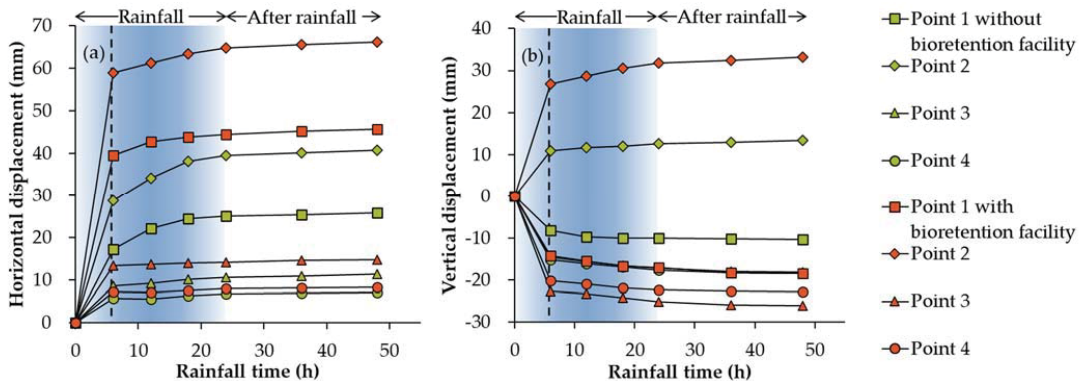 Rainfall
After rainfall
(a)
Horizontal displacement (mm)
70
60
50
40
30
20
10
0
0
10
20
30
40
50
Rainfall time (h)
Rainfall
After rainfall
(b)
Vertical displacement (mm)
40
30
20
10
0
-10
-20
-30
0
10
20
30
40
50
Rainfall time (h)
Point 1 without
bioretention facility
Point 2
Point 3
Point 4
Point 1 with
bioretention facility
Point 2
Point 3
Point 4